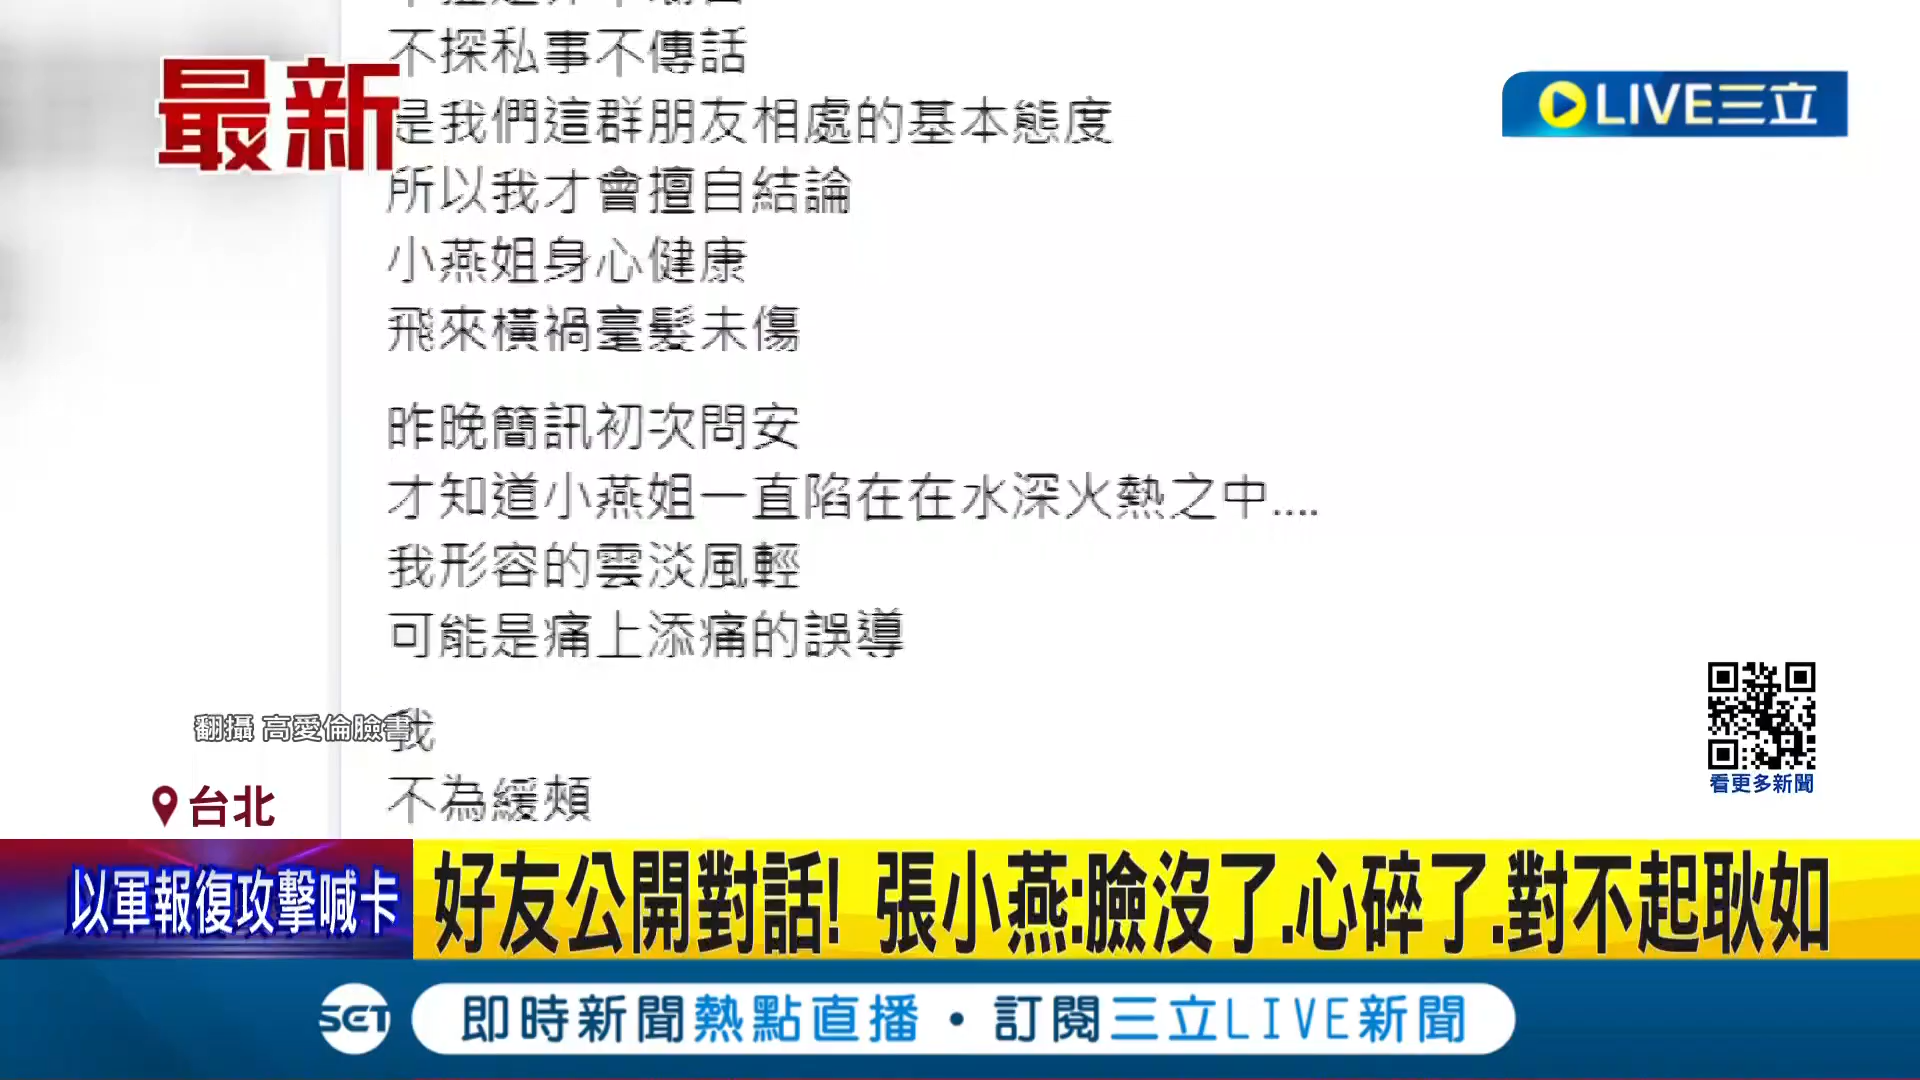 不探私事不傳話
最新
是我們這群朋友相處的基本態度
LIVE三立
所以我才會擅自結論
小燕姐身心健康
飛來橫禍毫髮未傷
昨晚簡訊初次問安
才知道小燕姐一直陷在在水深火熱之中....
我形容的雲淡風輕
可能是痛上添痛的誤導
我
翻攝 高愛倫臉書
不為緩頰
看更多新聞
台北
以軍報復攻擊喊卡
好友公開對話! 張小燕:臉沒了.心碎了.對不起耿如
SET
即時新聞熱點直播・訂閱三立LIVE新聞